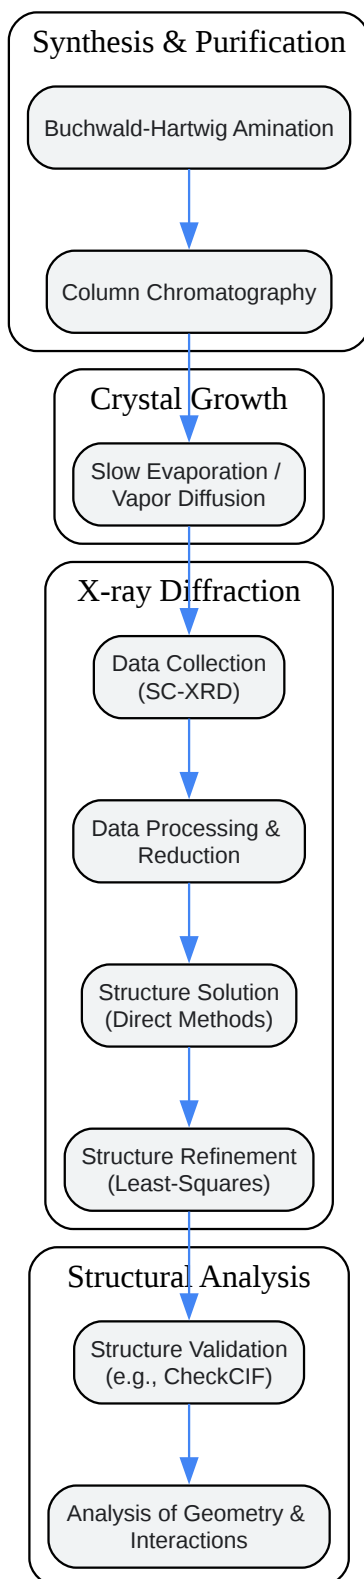 Synthesis & Purification
Buchwald-Hartwig Amination
Column Chromatography
Crystal Growth
Slow Evaporation /
Vapor Diffusion
X-ray Diffraction
Data Collection
(SC-XRD)
Data Processing &
Reduction
Structure Solution
(Direct Methods)
Structure Refinement
(Least-Squares)
Structural Analysis
Structure Validation
(e.g., CheckCIF)
Analysis of Geometry &
Interactions